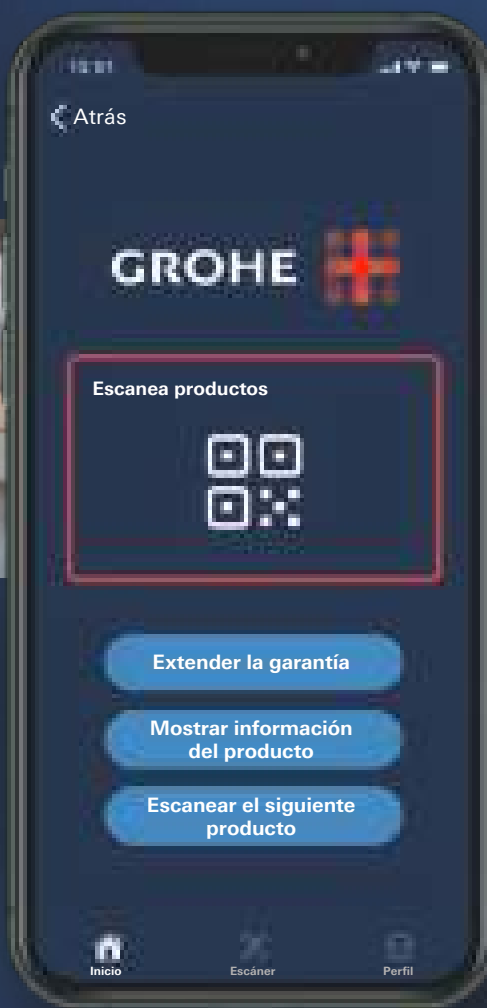 Atrás
GROHE
Escanea productos
Extender la garantía
Mostrar información
del producto
Escanear el siguiente
producto
Inicio
Escáner
Perfil